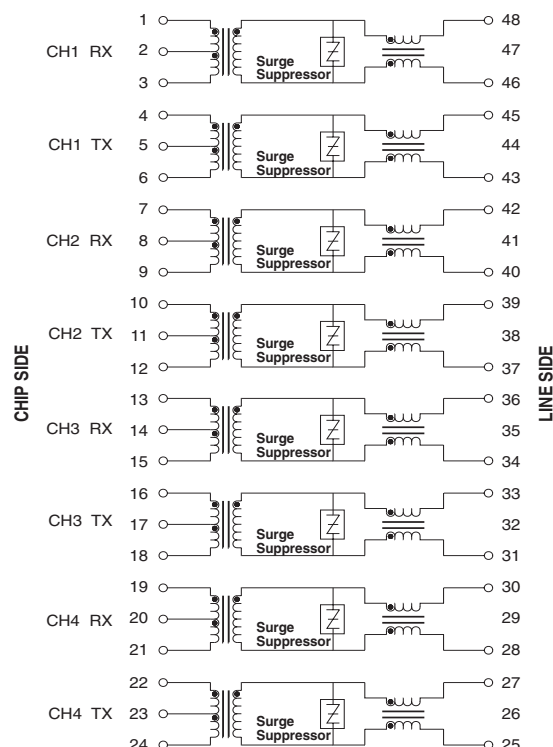 1 48
CH1 RX 2 47
Surge
Suppressor
3 46
4 45
CH1 TX 5 44
Surge
Suppressor
6 43
7 42
CH2 RX 8 41
Surge
Suppressor
9 40
10 39
CH2 TX 11 38
Surge
Suppressor
12 37
CHIP SIDE
LINE SIDE
13 36
CH3 RX 14 35
Surge
Suppressor
15 34
16 33
CH3 TX 17 32
Surge
Suppressor
18 31
19 30
CH4 RX 20 29
Surge
Suppressor
21 28
22 27
CH4 TX 23 26
Surge
Suppressor
24 25